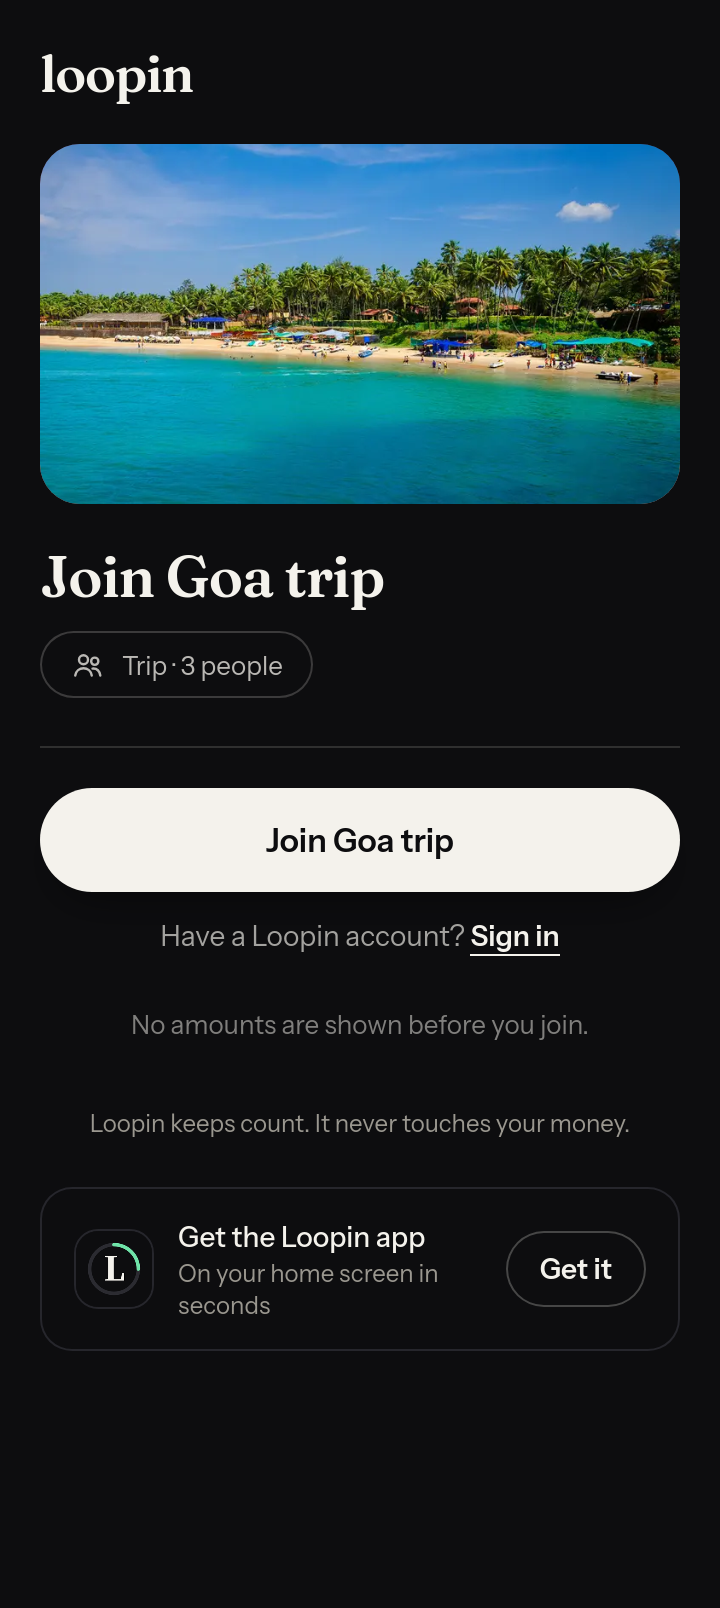 loopin
Join Goa trip
Trip · 3 people
Join Goa trip
Have a Loopin account? Sign in
No amounts are shown before you join.
Loopin keeps count. It never touches your money.
L
Get the Loopin app
On your home screen in
seconds
Get it